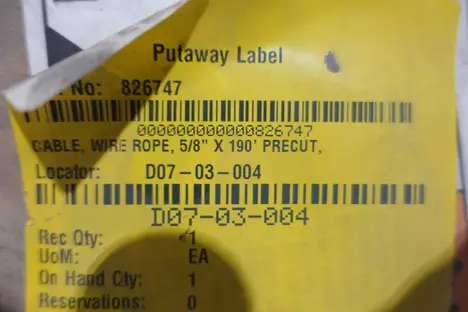 Putaway Label
No: 826747
000000000000826747
CABLE, WIRE ROPE, 5/8" X 190' PRECUT,
Locator: D07-03-004
D07-03-004
Rec Qty: 1
UoM: EA
On Hand Qty: 1
Reservations: 0